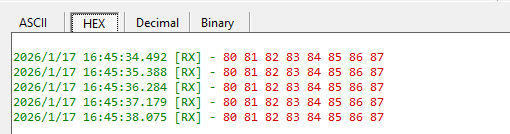 ASCII HEX Decimal Binary
2026/1/17 16:45:34.492 [RX] - 80 81 82 83 84 85 86 87
2026/1/17 16:45:35.388 [RX] - 80 81 82 83 84 85 86 87
2026/1/17 16:45:36.284 [RX] - 80 81 82 83 84 85 86 87
2026/1/17 16:45:37.179 [RX] - 80 81 82 83 84 85 86 87
2026/1/17 16:45:38.075 [RX] - 80 81 82 83 84 85 86 87